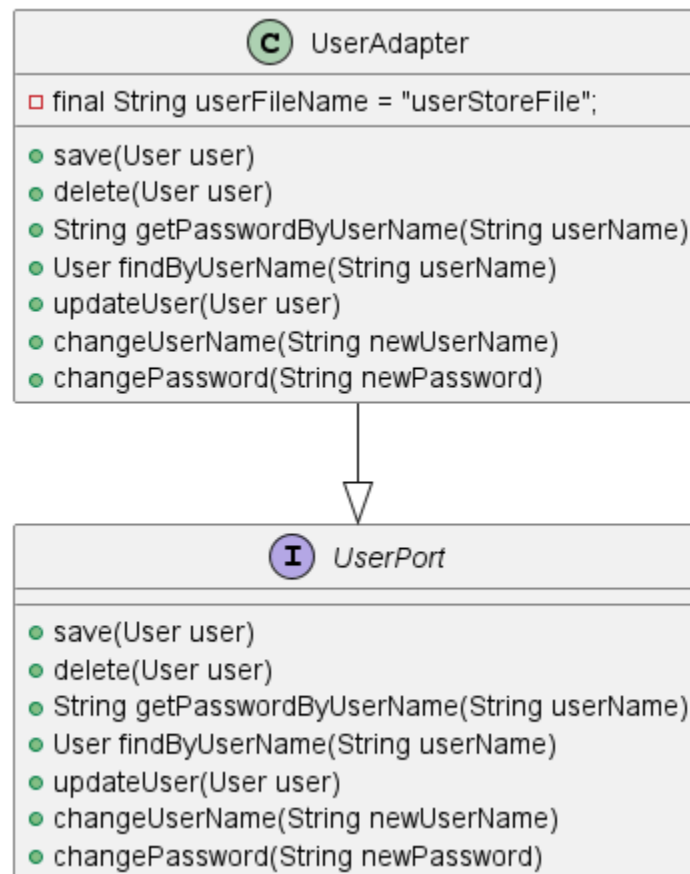 C UserAdapter
final String userFileName = "userStoreFile";
save(User user)
delete(User user)
String getPasswordByUserName(String userName)
User findByUserName(String userName)
updateUser(User user)
changeUserName(String newUserName)
changePassword(String newPassword)
I UserPort
save(User user)
delete(User user)
String getPasswordByUserName(String userName)
User findByUserName(String userName)
updateUser(User user)
changeUserName(String newUserName)
changePassword(String newPassword)